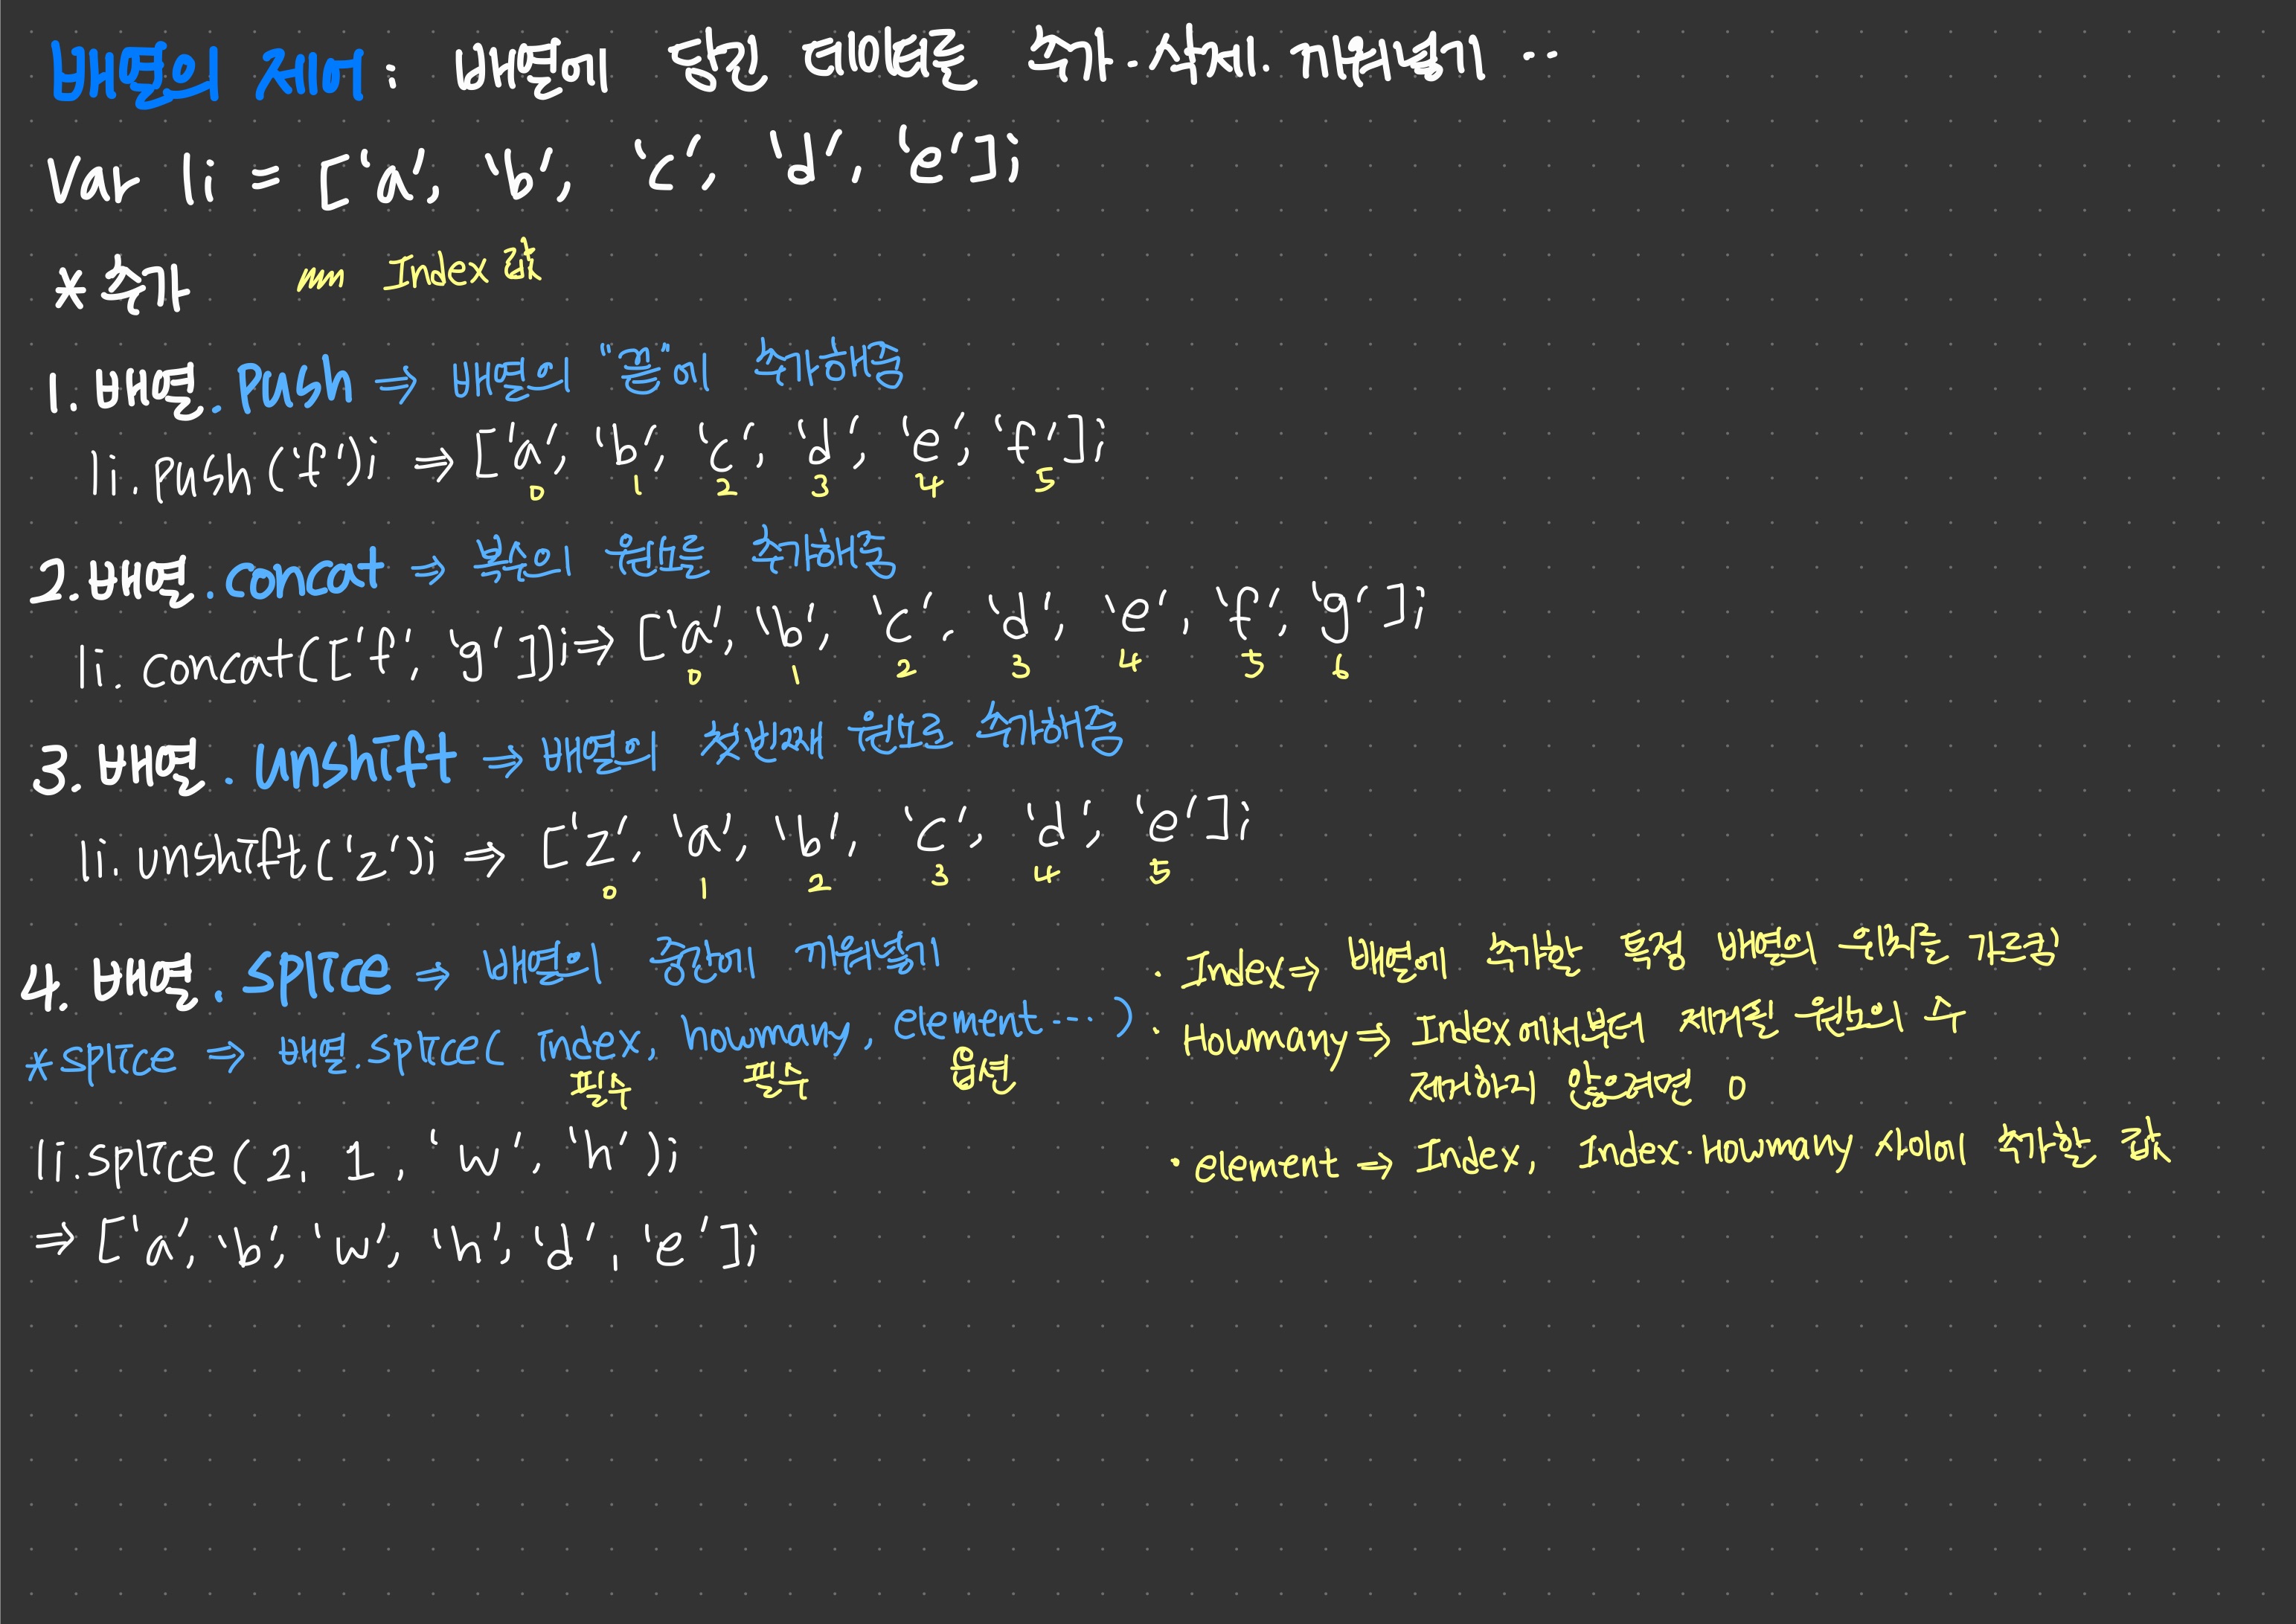 배열의 제어 : 배열에 담긴 데이터를 추가·삭제·끼워넣기 …
Var li = ['a', 'b', 'c', 'd', 'e'];
*추가 Index 값
1. 배열.push ⇒ 배열의 "끝"에 추가해줌
li.push('f'); ⇒ ['a', 'b', 'c', 'd', 'e', 'f'];
0 1 2 3 4 5
2. 배열.concat ⇒ 복수의 원소를 추가해줌
li.concat(['f', 'g']); ⇒ ['a', 'b', 'c', 'd', 'e', 'f', 'g'];
0 1 2 3 4 5 6
3. 배열.unshift ⇒ 배열의 첫번째 원소로 추가해줌
li.unshift('z'); ⇒ ['z', 'a', 'b', 'c', 'd', 'e'];
0 1 2 3 4 5
4. 배열.splice ⇒ 배열의 중간에 끼워넣기
*splice ⇒ 배열.splice( index, howmany, element … )
필수 필수 옵션
li.splice(2, 1, 'w', 'h');
⇒ ['a', 'b', 'w', 'h', 'd', 'e'];
· Index ⇒ 배열에 추가할 특정 배열의 위치를 가르킴
· Howmany ⇒ Index에서부터 제거될 원소의 수
제거하지 않으려면 0
· element ⇒ Index, Index·Howmany 사이에 추가할 값